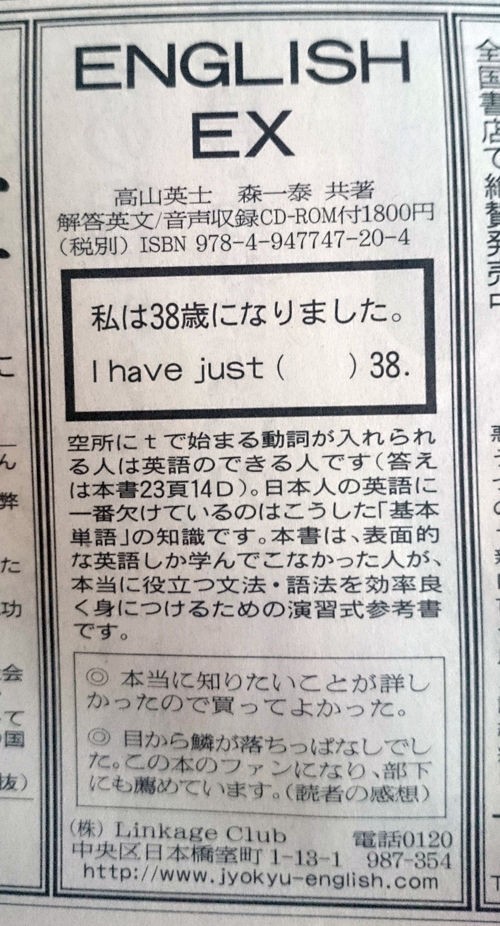 ENGLISH
EX
高山英士　森一泰 共著
解答英文/音声収録CD-ROM付1800円
（税別）ISBN 978-4-947747-20-4
私は38歳になりました。
I have just (　　) 38.
空所にｔで始まる動詞が入れられ
る人は英語のできる人です(答え
は本書23頁14D)。日本人の英語に
一番欠けているのはこうした「基本
単語」の知識です。本書は、表面的
な英語しか学んでこなかった人が、
本当に役立つ文法・語法を効率良
く身につけるための演習式参考書
です。
◎ 本当に知りたいことが詳し
かったので買ってよかった。
◎ 目から鱗が落ちっぱなしでし
た。この本のファンになり、部下
にも薦めています。(読者の感想)
(株) Linkage Club　電話0120
中央区日本橋室町 1-13-1　987-354
http://www.jyokyu-english.com
全国書店で絶賛発売中